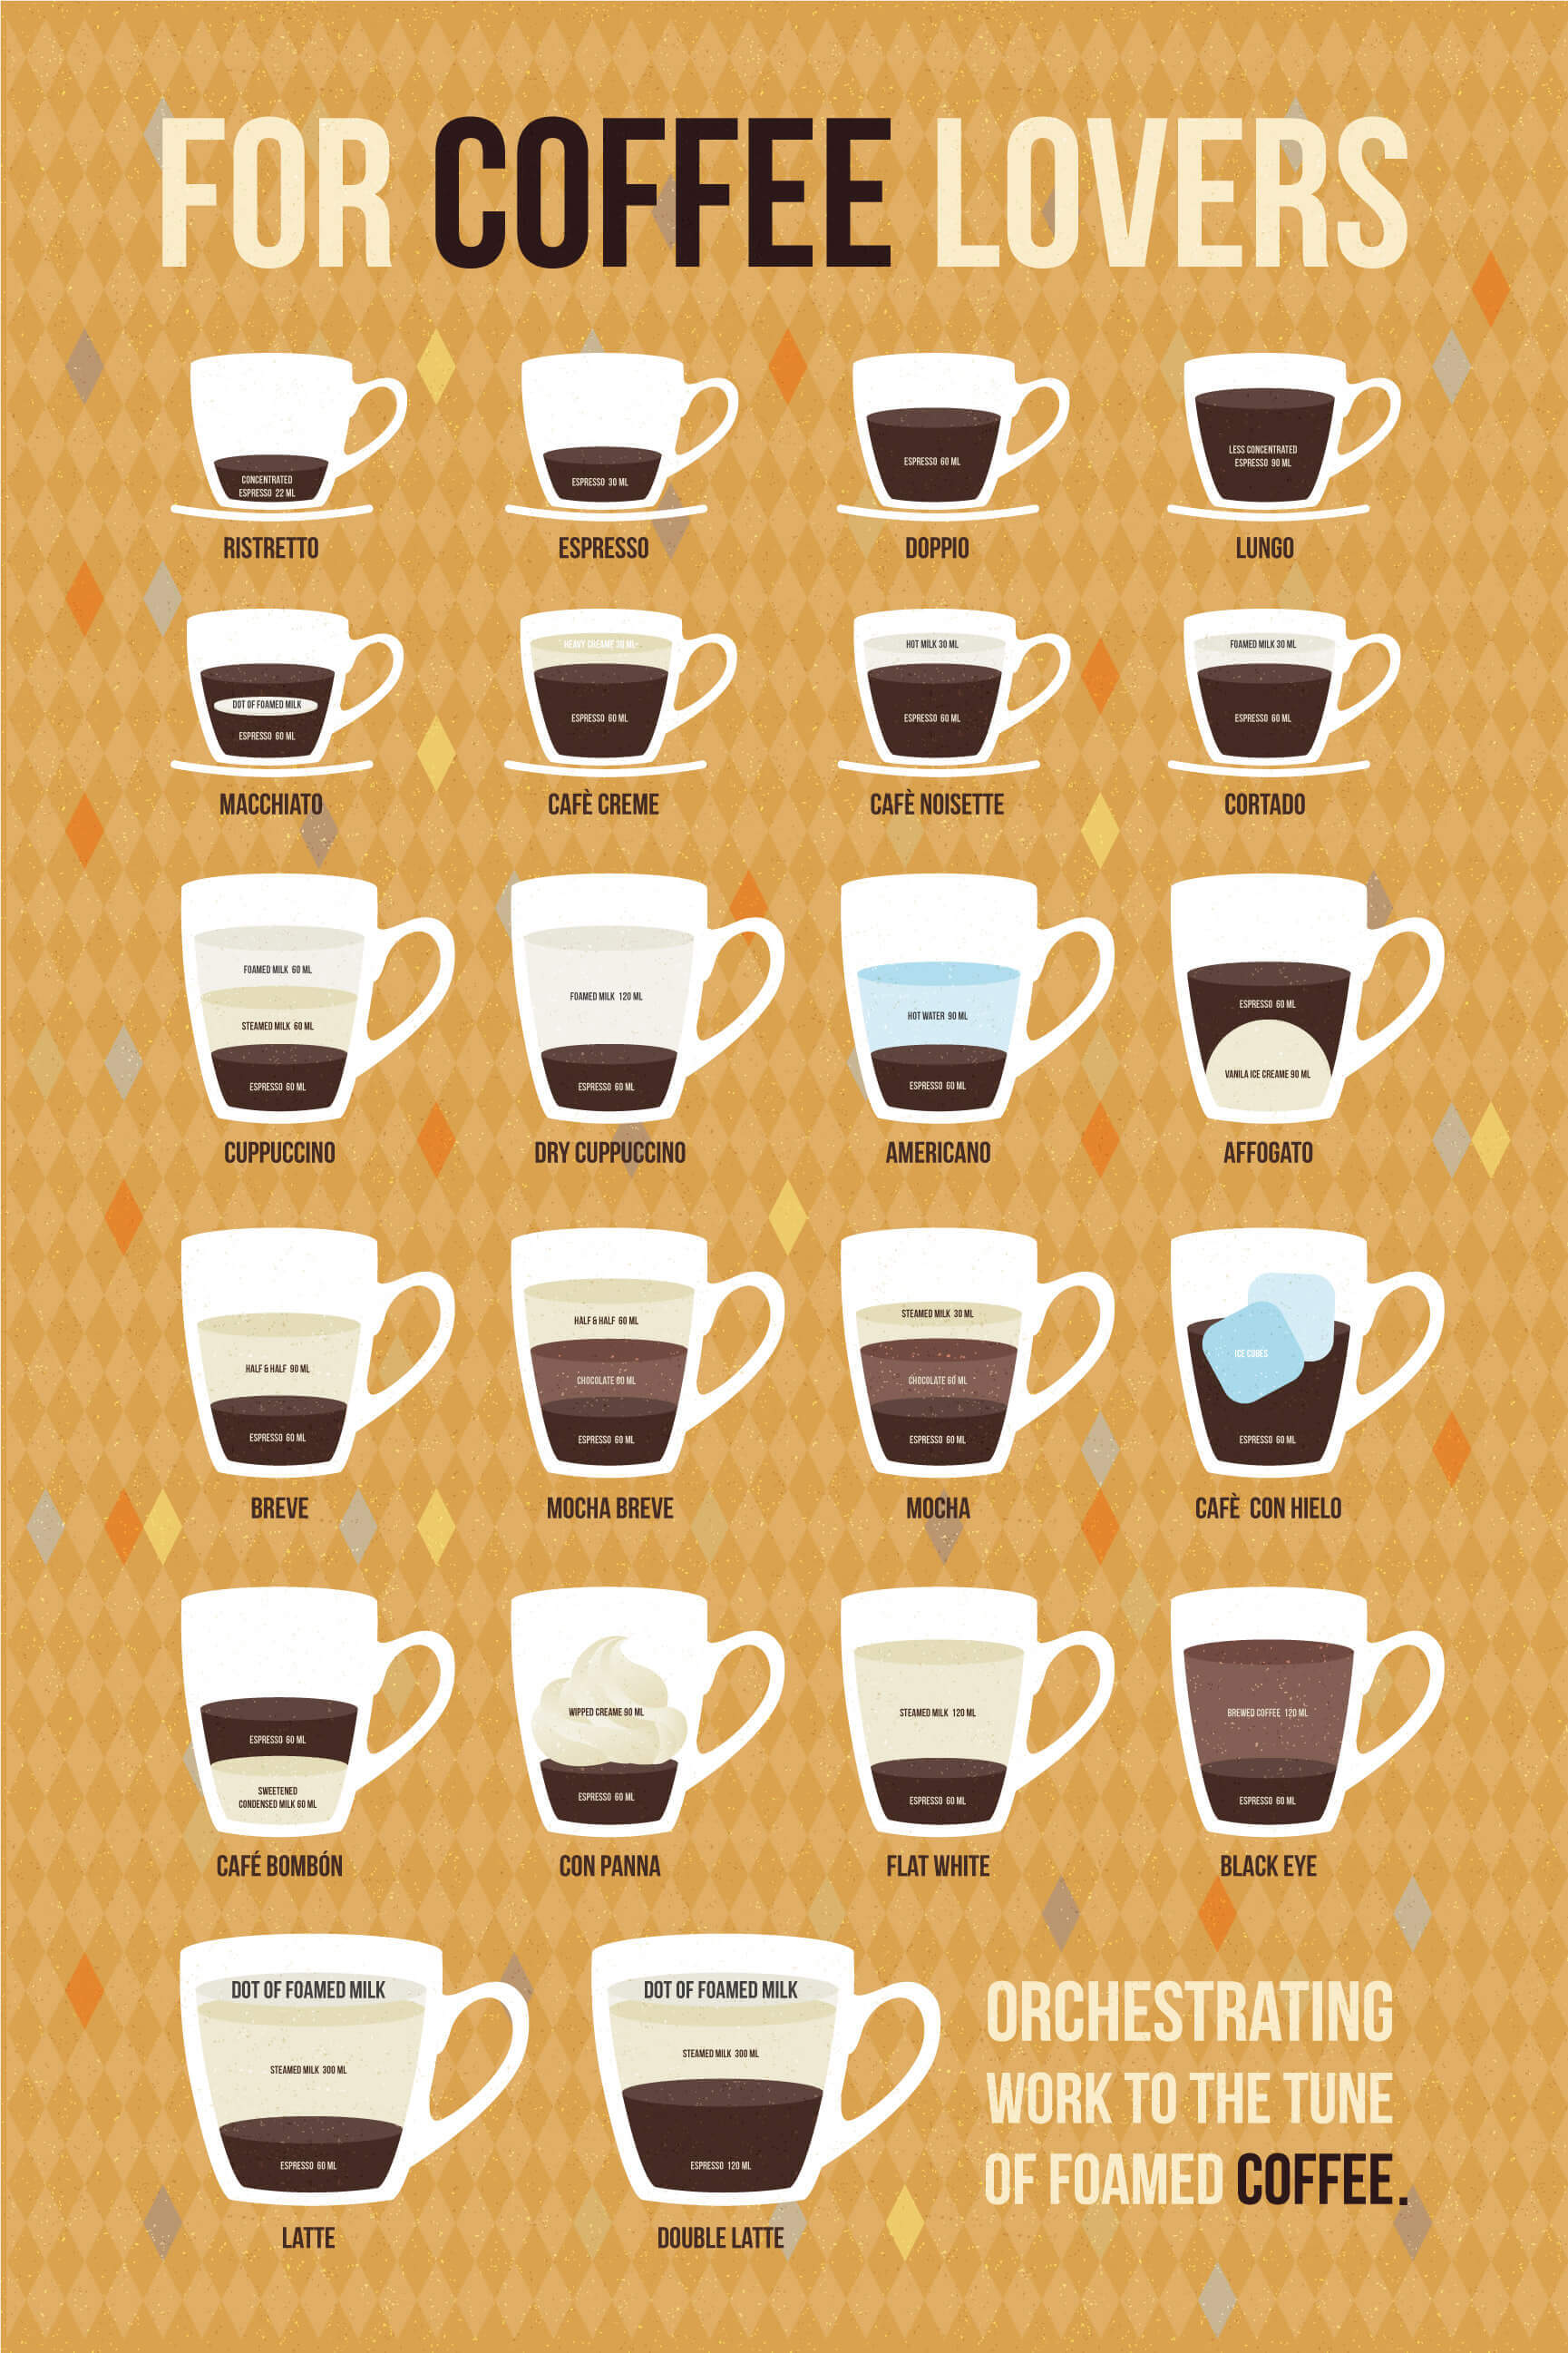 FOR COFFEE LOVERS
CONCENTRATED
ESPRESSO 22 ML
RISTRETTO
ESPRESSO 30 ML
ESPRESSO
ESPRESSO 60 ML
DOPPIO
LESS CONCENTRATED
ESPRESSO 90 ML
LUNGO
DOT OF FOAMED MILK
ESPRESSO 60 ML
MACCHIATO
HEAVY CREAME 30 ML
ESPRESSO 60 ML
CAFÈ CREME
HOT MILK 30 ML
ESPRESSO 60 ML
CAFÈ NOISETTE
FOAMED MILK 30 ML
ESPRESSO 60 ML
CORTADO
FOAMED MILK 60 ML
STEAMED MILK 60 ML
ESPRESSO 60 ML
CUPPUCCINO
FOAMED MILK 120 ML
ESPRESSO 60 ML
DRY CUPPUCCINO
HOT WATER 90 ML
ESPRESSO 60 ML
AMERICANO
ESPRESSO 60 ML
VANILA ICE CREAME 90 ML
AFFOGATO
HALF & HALF 90 ML
ESPRESSO 60 ML
BREVE
HALF & HALF 60 ML
CHOCOLATE 60 ML
ESPRESSO 60 ML
MOCHA BREVE
STEAMED MILK 30 ML
CHOCOLATE 60 ML
ESPRESSO 60 ML
MOCHA
ICE CUBES
ESPRESSO 60 ML
CAFÈ CON HIELO
ESPRESSO 60 ML
SWEETENED
CONDENSED MILK 60 ML
CAFÉ BOMBÓN
WIPPED CREAME 90 ML
ESPRESSO 60 ML
CON PANNA
STEAMED MILK 120 ML
ESPRESSO 60 ML
FLAT WHITE
BREWED COFFEE 120 ML
ESPRESSO 60 ML
BLACK EYE
DOT OF FOAMED MILK
STEAMED MILK 300 ML
ESPRESSO 60 ML
LATTE
DOT OF FOAMED MILK
STEAMED MILK 300 ML
ESPRESSO 120 ML
DOUBLE LATTE
ORCHESTRATING
WORK TO THE TUNE
OF FOAMED COFFEE.